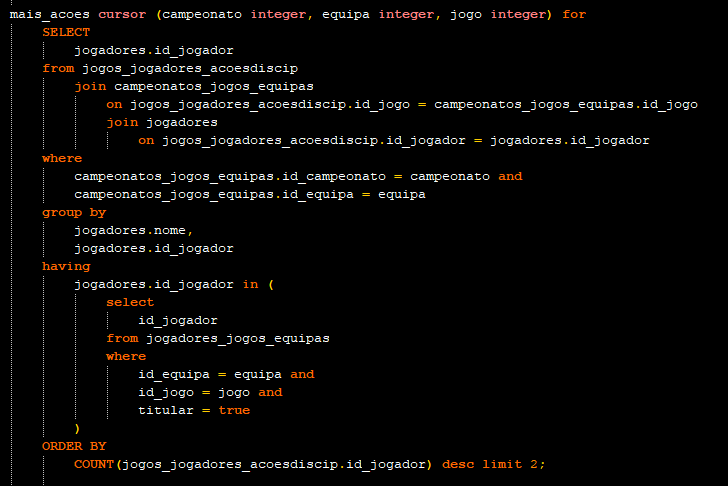 mais_acoes cursor (campeonato integer, equipa integer, jogo integer) for
SELECT
jogadores.id_jogador
from jogos_jogadores_acoesdiscip
join campeonatos_jogos_equipas
on jogos_jogadores_acoesdiscip.id_jogo = campeonatos_jogos_equipas.id_jogo
join jogadores
on jogos_jogadores_acoesdiscip.id_jogador = jogadores.id_jogador
where
campeonatos_jogos_equipas.id_campeonato = campeonato and
campeonatos_jogos_equipas.id_equipa = equipa
group by
jogadores.nome,
jogadores.id_jogador
having
jogadores.id_jogador in (
select
id_jogador
from jogadores_jogos_equipas
where
id_equipa = equipa and
id_jogo = jogo and
titular = true
)
ORDER BY
COUNT(jogos_jogadores_acoesdiscip.id_jogador) desc limit 2;